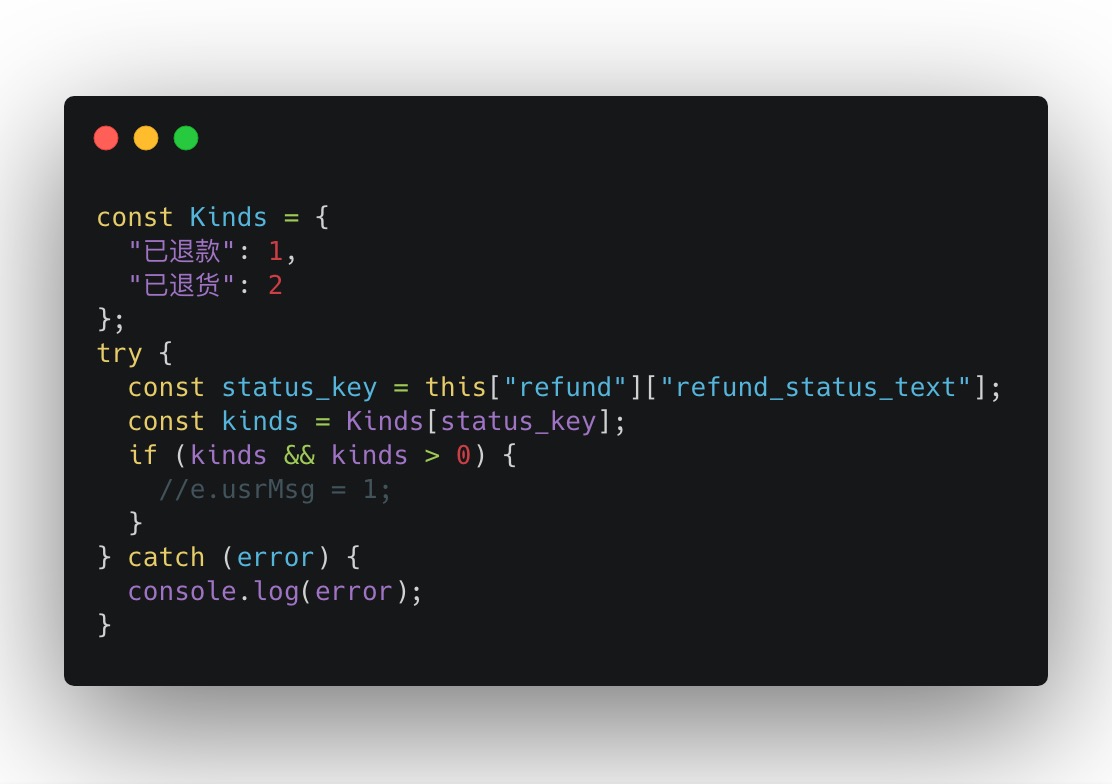 const Kinds = {
  "已退款": 1,
  "已退货": 2
};
try {
  const status_key = this["refund"]["refund_status_text"];
  const kinds = Kinds[status_key];
  if (kinds && kinds > 0) {
    //e.usrMsg = 1;
  }
} catch (error) {
  console.log(error);
}